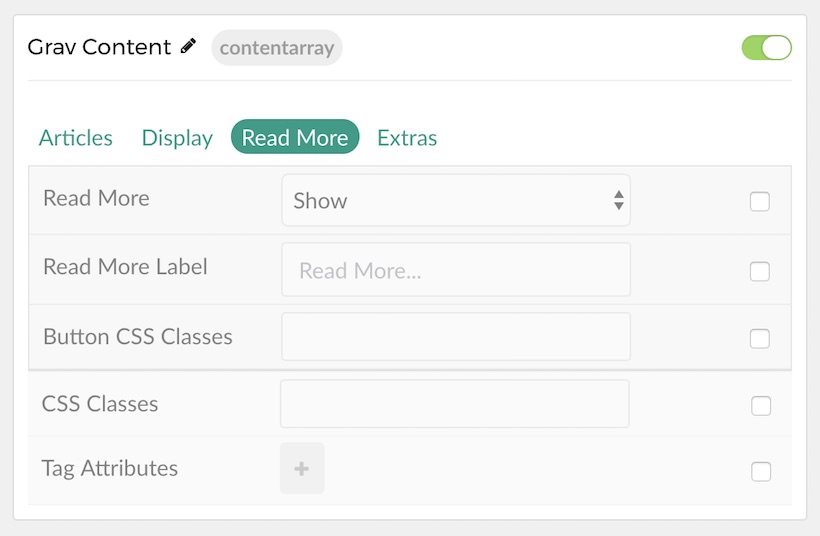 Grav Content contentarray
Articles Display Read More Extras
Read More Show
Read More Label Read More...
Button CSS Classes
CSS Classes
Tag Attributes +